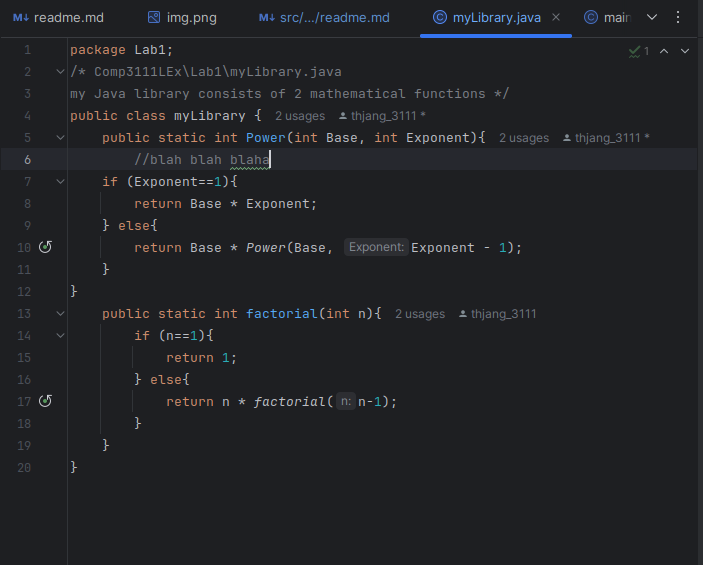 readme.md img.png src/.../readme.md myLibrary.java main
1 package Lab1; 1
2 /* Comp3111LEx\Lab1\myLibrary.java
3 my Java library consists of 2 mathematical functions */
4 public class myLibrary { 2 usages thjang_3111 *
5 public static int Power(int Base, int Exponent){ 2 usages thjang_3111 *
6 //blah blah blaha
7 if (Exponent==1){
8 return Base * Exponent;
9 } else{
10 return Base * Power(Base, Exponent: Exponent - 1);
11 }
12 }
13 public static int factorial(int n){ 2 usages thjang_3111
14 if (n==1){
15 return 1;
16 } else{
17 return n * factorial( n: n-1);
18 }
19 }
20 }